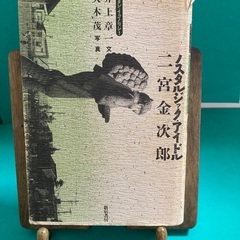 ノスタルジック・アイドル
二宮金次郎
井上章一 文
大木茂 写真
新宿書房